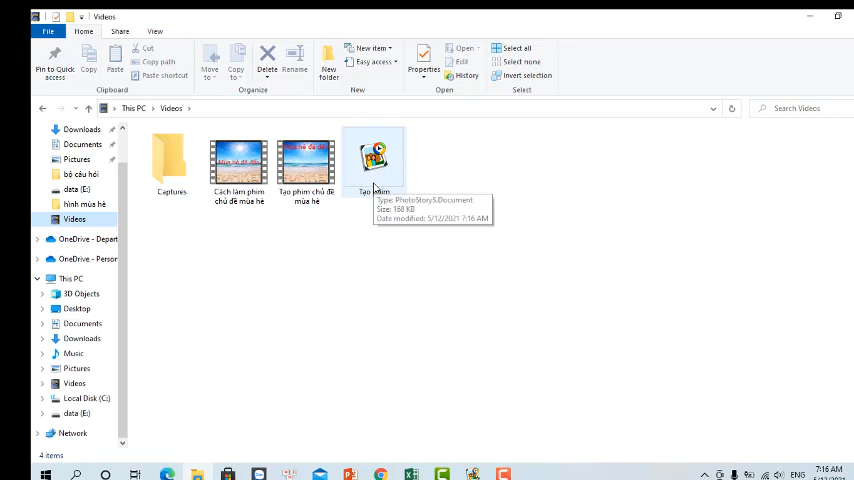 Videos
File Home Share View
Pin to Quick access
Copy
Paste
Cut
Copy path
Paste shortcut
Clipboard
Move to
Copy to
Delete
Rename
Organize
New folder
New item
Easy access
New
Properties
Open
Edit
History
Open
Select all
Select none
Invert selection
Select
This PC Videos
Search Videos
Downloads
Documents
Pictures
bộ câu hỏi
data (E:)
hình mùa hè
Videos
OneDrive - Depart
OneDrive - Person
This PC
3D Objects
Desktop
Documents
Downloads
Music
Pictures
Videos
Local Disk (C:)
data (E:)
Network
Captures
Cách làm phim chủ đề mùa hè
Tạo phim chủ đề mùa hè
Tạo phim
Type: PhotoStory3.Document
Size: 168 KB
Date modified: 5/12/2021 7:16 AM
4 items
ENG
7:16 AM